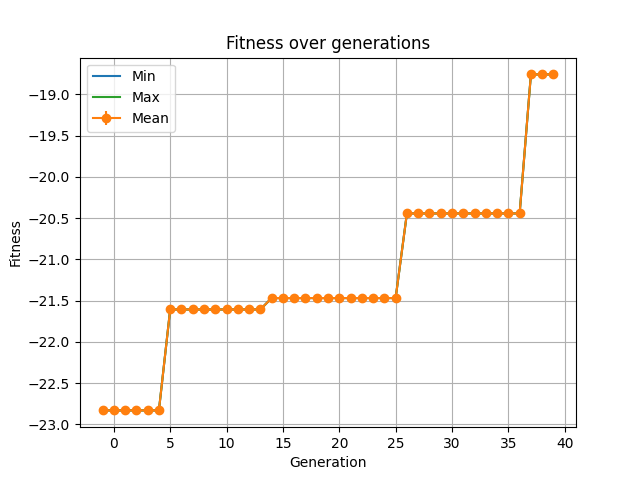 Fitness over generations
Min
Max
Mean
−19.0
−19.5
−20.0
−20.5
−21.0
−21.5
−22.0
−22.5
−23.0
Fitness
0 5 10 15 20 25 30 35 40
Generation